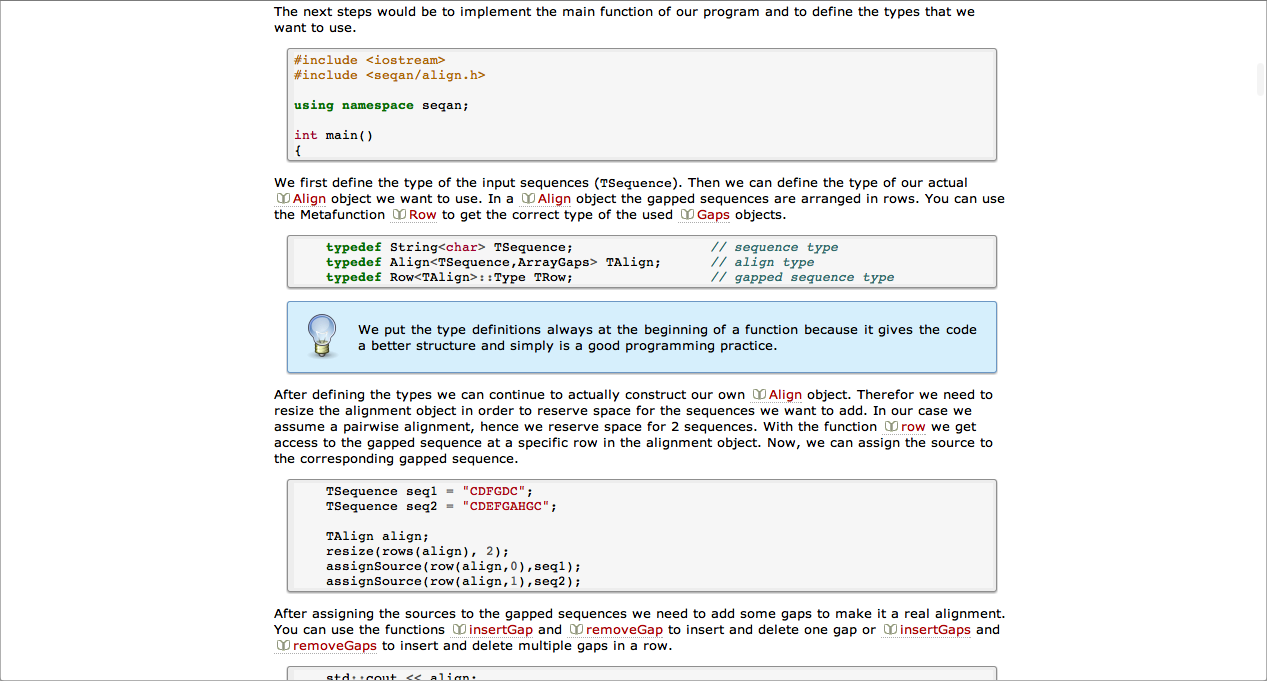 The next steps would be to implement the main function of our program and to define the types that we
want to use.
#include <iostream>
#include <seqan/align.h>
using namespace seqan;
int main()
{
We first define the type of the input sequences (TSequence). Then we can define the type of our actual
Align object we want to use. In a Align object the gapped sequences are arranged in rows. You can use
the Metafunction Row to get the correct type of the used Gaps objects.
typedef String<char> TSequence; // sequence type
typedef Align<TSequence,ArrayGaps> TAlign; // align type
typedef Row<TAlign>::Type TRow; // gapped sequence type
We put the type definitions always at the beginning of a function because it gives the code
a better structure and simply is a good programming practice.
After defining the types we can continue to actually construct our own Align object. Therefor we need to
resize the alignment object in order to reserve space for the sequences we want to add. In our case we
assume a pairwise alignment, hence we reserve space for 2 sequences. With the function row we get
access to the gapped sequence at a specific row in the alignment object. Now, we can assign the source to
the corresponding gapped sequence.
TSequence seq1 = "CDFGDC";
TSequence seq2 = "CDEFGAHGC";
TAlign align;
resize(rows(align), 2);
assignSource(row(align,0),seq1);
assignSource(row(align,1),seq2);
After assigning the sources to the gapped sequences we need to add some gaps to make it a real alignment.
You can use the functions insertGap and removeGap to insert and delete one gap or insertGaps and
removeGaps to insert and delete multiple gaps in a row.
std::cout << align;